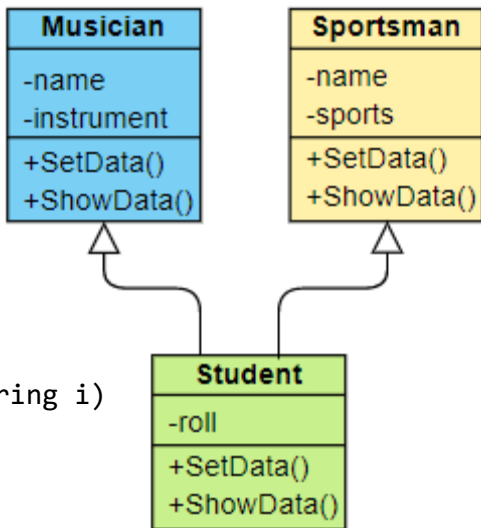 Musician
-name
-instrument
+SetData()
+ShowData()
Sportsman
-name
-sports
+SetData()
+ShowData()
ring i)
Student
-roll
+SetData()
+ShowData()